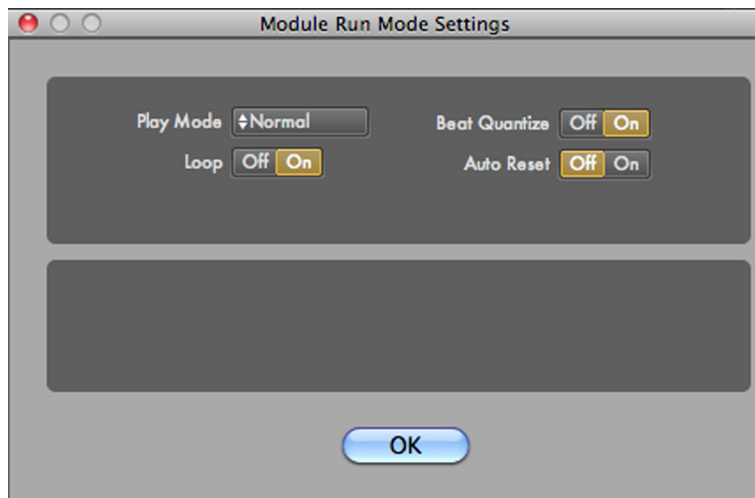 Module Run Mode Settings
Play Mode Normal Beat Quantize Off On
Loop Off On Auto Reset Off On
OK